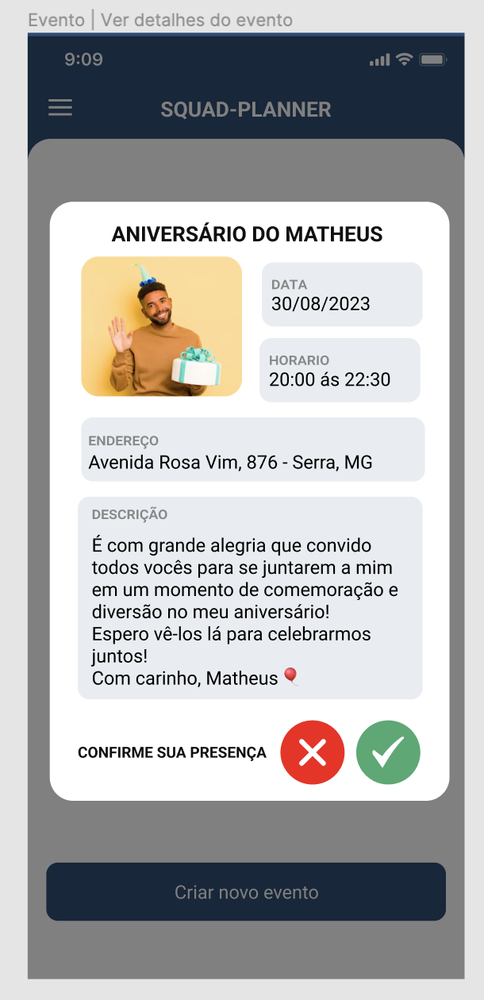 Evento | Ver detalhes do evento
9:09
SQUAD-PLANNER
ANIVERSÁRIO DO MATHEUS
DATA
30/08/2023
HORARIO
20:00 ás 22:30
ENDEREÇO
Avenida Rosa Vim, 876 - Serra, MG
DESCRIÇÃO
É com grande alegria que convido
todos vocês para se juntarem a mim
em um momento de comemoração e
diversão no meu aniversário!
Espero vê-los lá para celebrarmos
juntos!
Com carinho, Matheus 🎈
CONFIRME SUA PRESENÇA
Criar novo evento